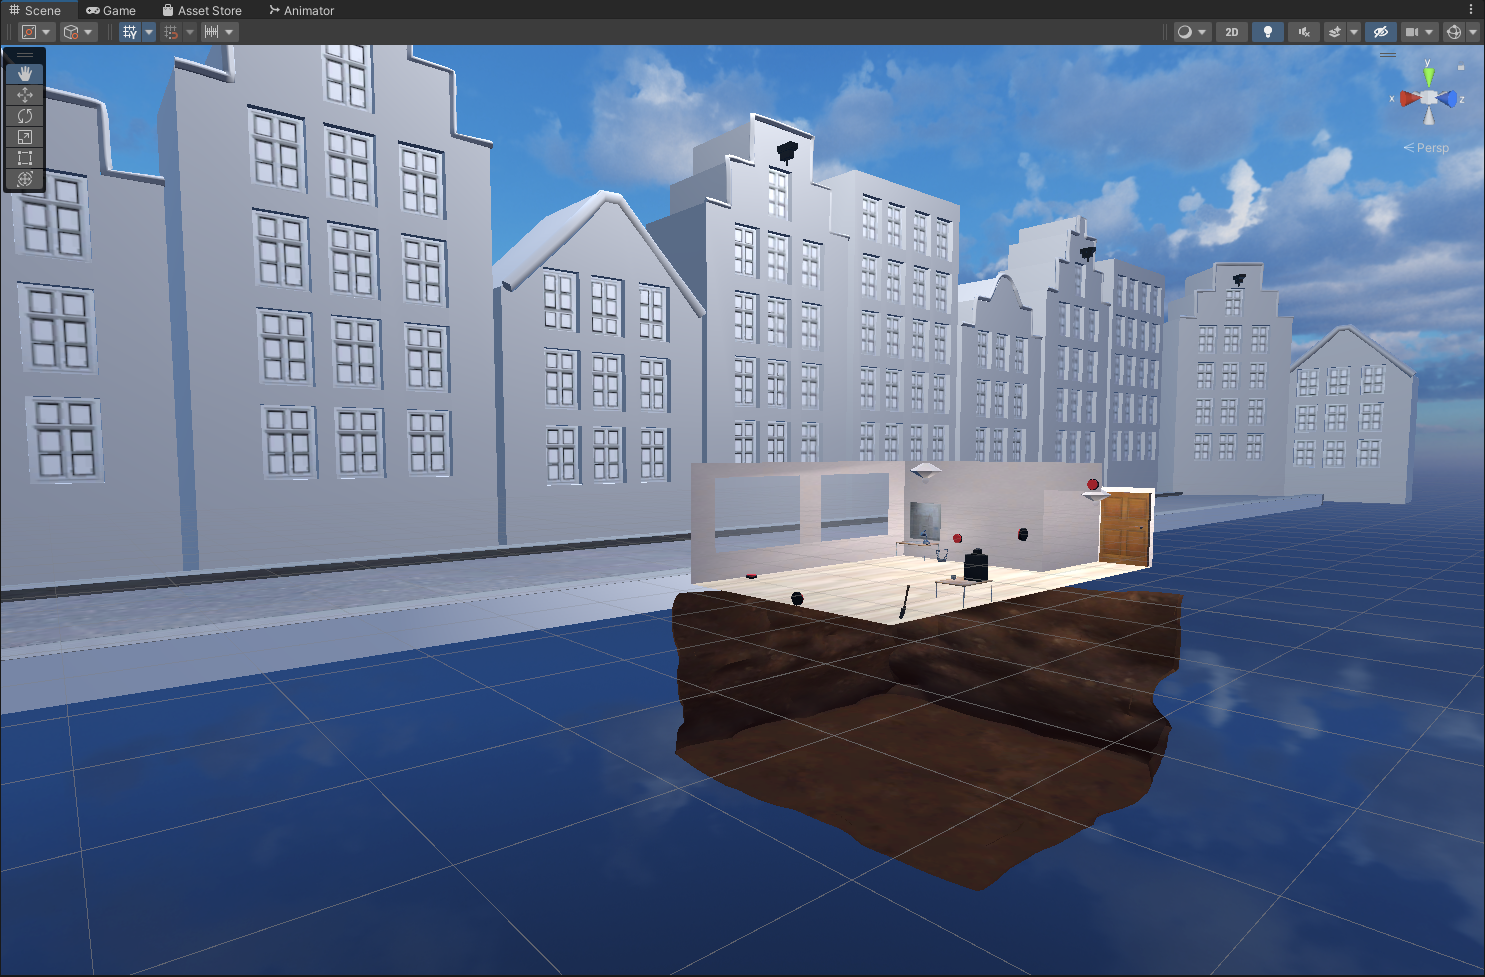 Scene Game Asset Store Animator
2D
y
x z
Persp